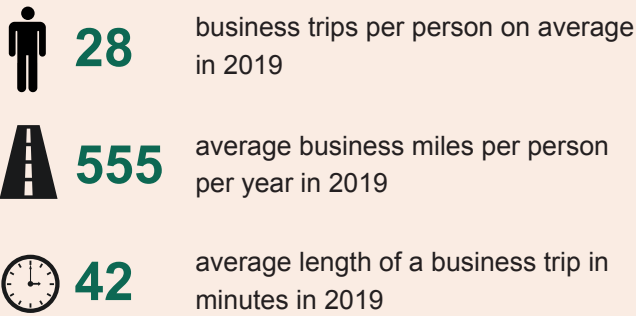 28
business trips per person on average
in 2019
555
average business miles per person
per year in 2019
42
average length of a business trip in
minutes in 2019